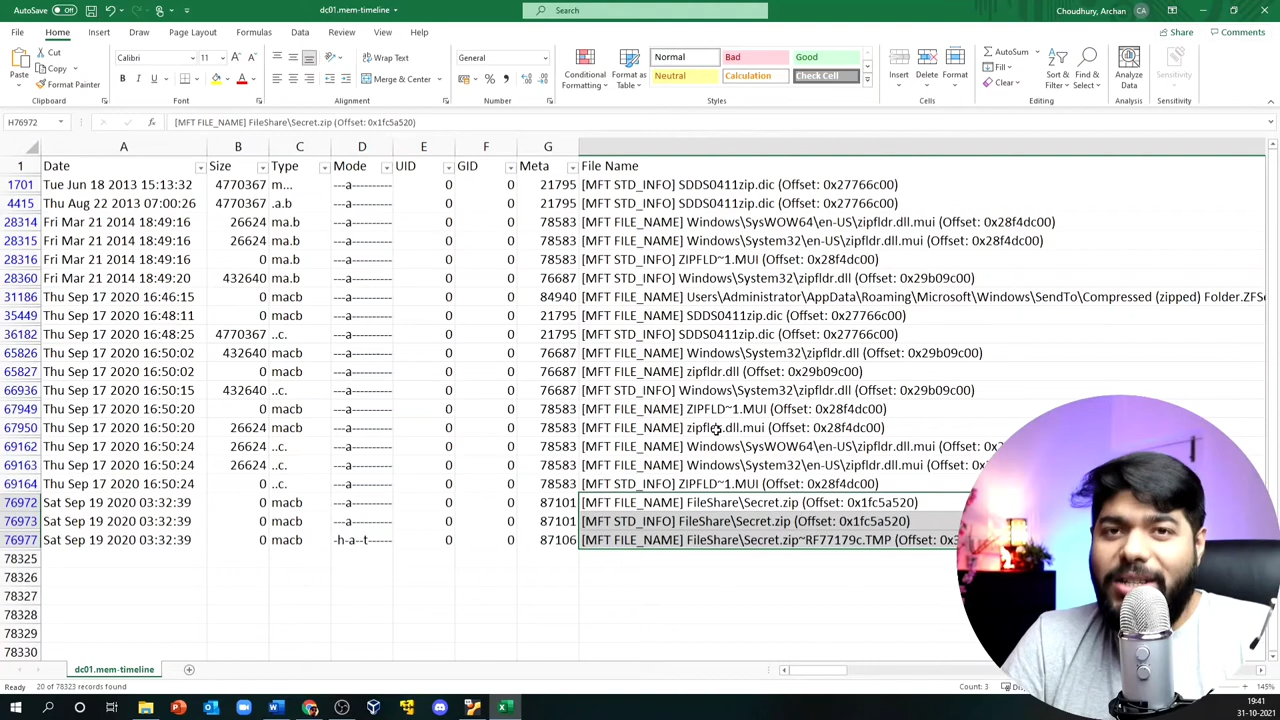 AutoSave Off dc01.mem-timeline Search Choudhury, Archan CA
File Home Insert Draw Page Layout Formulas Data Review View Help Share Comments
Paste Cut Copy Format Painter Clipboard
Calibri 11 B I U Font
Wrap Text Merge & Center Alignment
General % Number
Conditional Formatting Format as Table Normal Bad Good Neutral Calculation Check Cell Styles
Insert Delete Format Cells
AutoSum Fill Clear Sort & Filter Find & Select Editing
Analyze Data Analysis Sensitivity Sensitivity
H76972 fx [MFT FILE_NAME] FileShare\Secret.zip (Offset: 0x1fc5a520)
A B C D E F G
1 Date Size Type Mode UID GID Meta File Name
1701 Tue Jun 18 2013 15:13:32 4770367 m... ---a---------- 0 0 21795 [MFT STD_INFO] SDDS0411zip.dic (Offset: 0x27766c00)
4415 Thu Aug 22 2013 07:00:26 4770367 .a.b ---a---------- 0 0 21795 [MFT STD_INFO] SDDS0411zip.dic (Offset: 0x27766c00)
28314 Fri Mar 21 2014 18:49:16 26624 ma.b ---a---------- 0 0 78583 [MFT FILE_NAME] Windows\SysWOW64\en-US\zipfldr.dll.mui (Offset: 0x28f4dc00)
28315 Fri Mar 21 2014 18:49:16 26624 ma.b ---a---------- 0 0 78583 [MFT FILE_NAME] Windows\System32\en-US\zipfldr.dll.mui (Offset: 0x28f4dc00)
28316 Fri Mar 21 2014 18:49:16 0 ma.b ---a---------- 0 0 78583 [MFT STD_INFO] ZIPFLD~1.MUI (Offset: 0x28f4dc00)
28360 Fri Mar 21 2014 18:49:20 432640 ma.b ---a---------- 0 0 76687 [MFT STD_INFO] Windows\System32\zipfldr.dll (Offset: 0x29b09c00)
31186 Thu Sep 17 2020 16:46:15 0 macb ---a---------- 0 0 84940 [MFT FILE_NAME] Users\Administrator\AppData\Roaming\Microsoft\Windows\SendTo\Compressed (zipped) Folder.ZFSe
35449 Thu Sep 17 2020 16:48:11 0 macb ---a---------- 0 0 21795 [MFT FILE_NAME] SDDS0411zip.dic (Offset: 0x27766c00)
36182 Thu Sep 17 2020 16:48:25 4770367 ..c. ---a---------- 0 0 21795 [MFT STD_INFO] SDDS0411zip.dic (Offset: 0x27766c00)
65826 Thu Sep 17 2020 16:50:02 432640 macb ---a---------- 0 0 76687 [MFT FILE_NAME] Windows\System32\zipfldr.dll (Offset: 0x29b09c00)
65827 Thu Sep 17 2020 16:50:02 0 macb ---a---------- 0 0 76687 [MFT FILE_NAME] zipfldr.dll (Offset: 0x29b09c00)
66936 Thu Sep 17 2020 16:50:15 432640 ..c. ---a---------- 0 0 76687 [MFT STD_INFO] Windows\System32\zipfldr.dll (Offset: 0x29b09c00)
67949 Thu Sep 17 2020 16:50:20 0 macb ---a---------- 0 0 78583 [MFT FILE_NAME] ZIPFLD~1.MUI (Offset: 0x28f4dc00)
67950 Thu Sep 17 2020 16:50:20 26624 macb ---a---------- 0 0 78583 [MFT FILE_NAME] zipfldr.dll.mui (Offset: 0x28f4dc00)
69162 Thu Sep 17 2020 16:50:24 26624 ..c. ---a---------- 0 0 78583 [MFT FILE_NAME] Windows\SysWOW64\en-US\zipfldr.dll.mui (Offset:
69163 Thu Sep 17 2020 16:50:24 26624 ..c. ---a---------- 0 0 78583 [MFT FILE_NAME] Windows\System32\en-US\zipfldr.dll.mui (Offset:
69164 Thu Sep 17 2020 16:50:24 0 ..c. ---a---------- 0 0 78583 [MFT STD_INFO] ZIPFLD~1.MUI (Offset: 0x28f4dc00)
76972 Sat Sep 19 2020 03:32:39 0 macb ---a---------- 0 0 87101 [MFT FILE_NAME] FileShare\Secret.zip (Offset: 0x1fc5a520)
76973 Sat Sep 19 2020 03:32:39 0 macb ---a---------- 0 0 87101 [MFT STD_INFO] FileShare\Secret.zip (Offset: 0x1fc5a520)
76977 Sat Sep 19 2020 03:32:39 0 macb -h-a--t------- 0 0 87106 [MFT FILE_NAME] FileShare\Secret.zip~RF77179c.TMP (Offset:
78325
78326
78327
78328
78329
78330
dc01.mem-timeline
Ready 20 of 78323 records found Count: 3 145%
19:41
31-10-2021